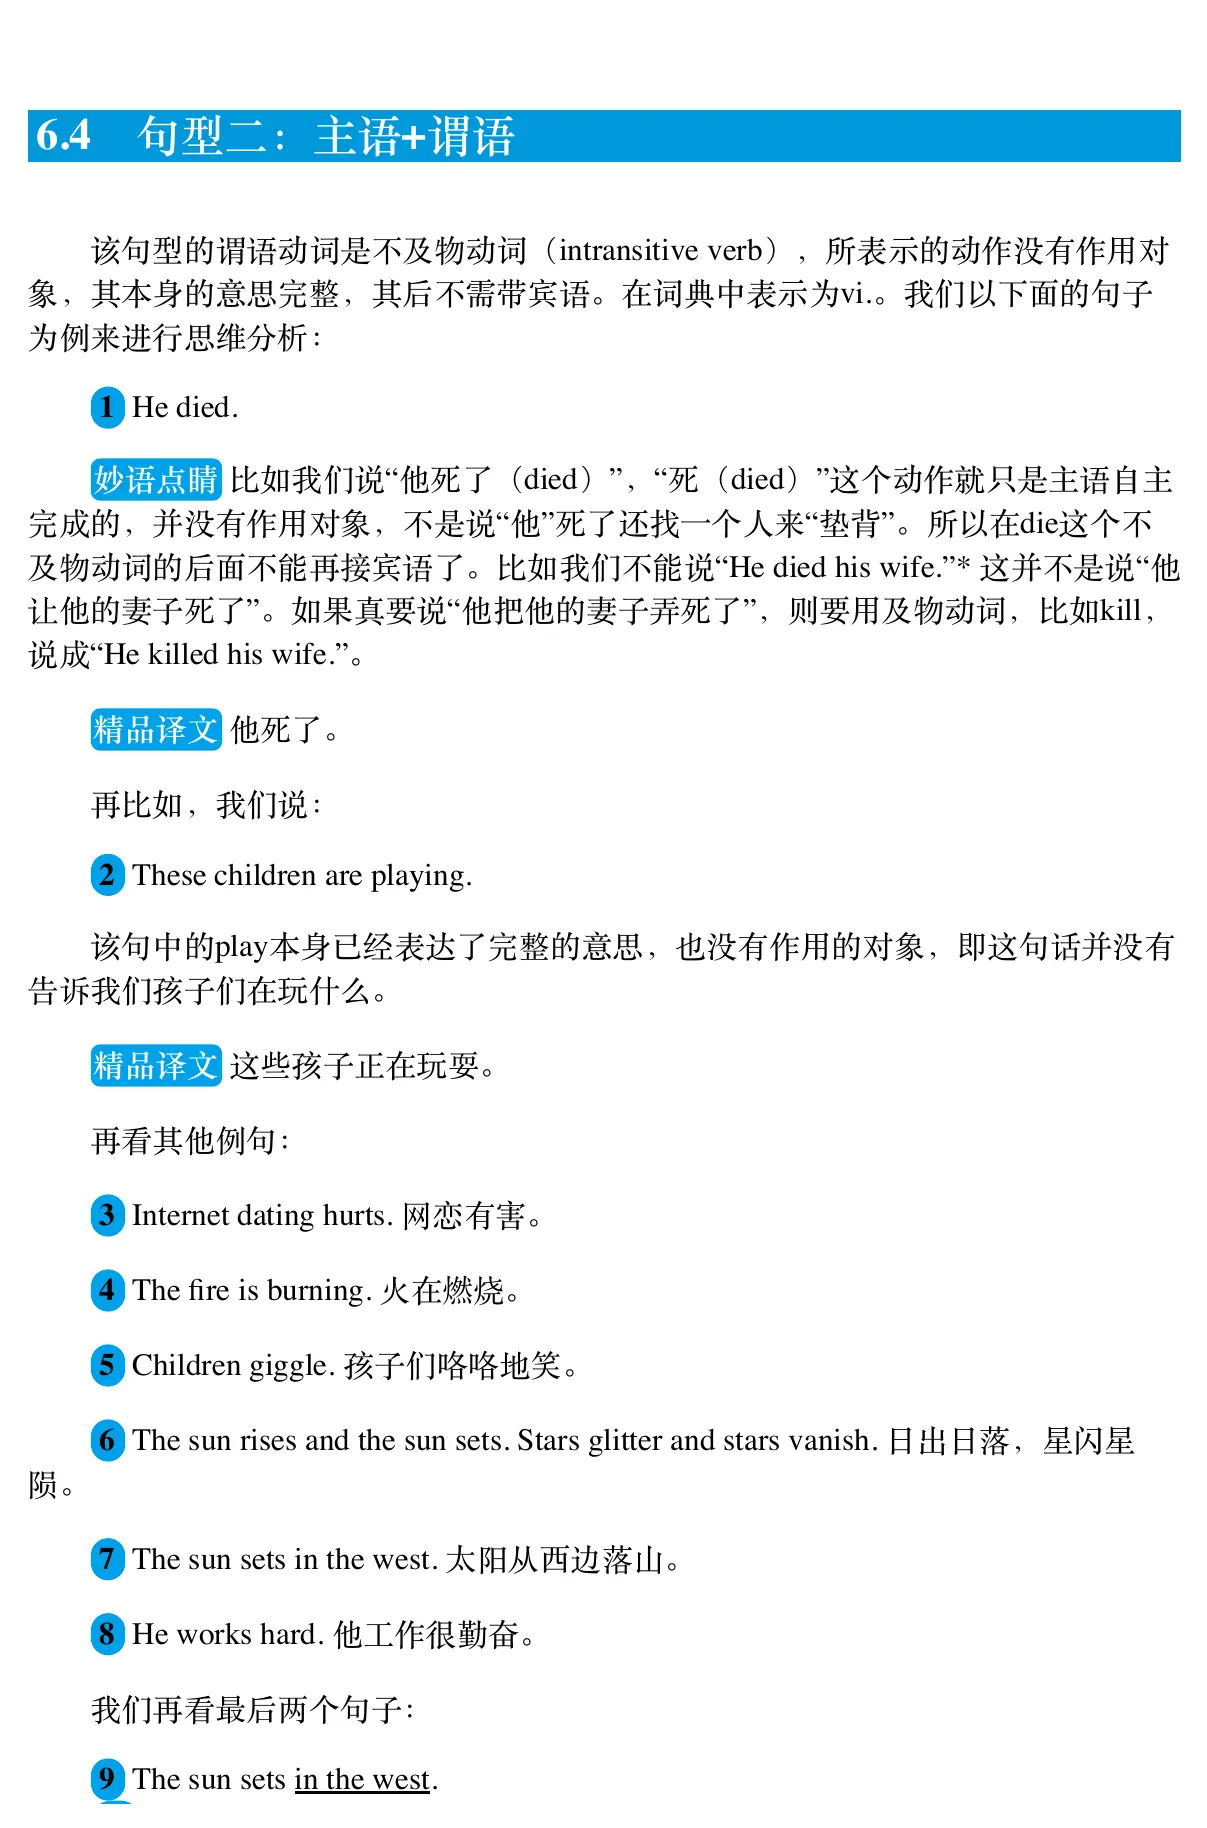 6.4 句型二：主语+谓语
该句型的谓语动词是不及物动词（intransitive verb），所表示的动作没有作用对
象，其本身的意思完整，其后不需带宾语。在词典中表示为vi.。我们以下面的句子
为例来进行思维分析：
1 He died.
妙语点睛 比如我们说“他死了（died）”，“死（died）”这个动作就只是主语自主
完成的，并没有作用对象，不是说“他”死了还找一个人来“垫背”。所以在die这个不
及物动词的后面不能再接宾语了。比如我们不能说“He died his wife.”* 这并不是说“他
让他的妻子死了”。如果真要说“他把他的妻子弄死了”，则要用及物动词，比如kill，
说成“He killed his wife.”。
精品译文 他死了。
再比如，我们说：
2 These children are playing.
该句中的play本身已经表达了完整的意思，也没有作用的对象，即这句话并没有
告诉我们孩子们在玩什么。
精品译文 这些孩子正在玩耍。
再看其他例句：
3 Internet dating hurts. 网恋有害。
4 The fire is burning. 火在燃烧。
5 Children giggle. 孩子们咯咯地笑。
6 The sun rises and the sun sets. Stars glitter and stars vanish. 日出日落，星闪星
陨。
7 The sun sets in the west. 太阳从西边落山。
8 He works hard. 他工作很勤奋。
我们再看最后两个句子：
9 The sun sets in the west.